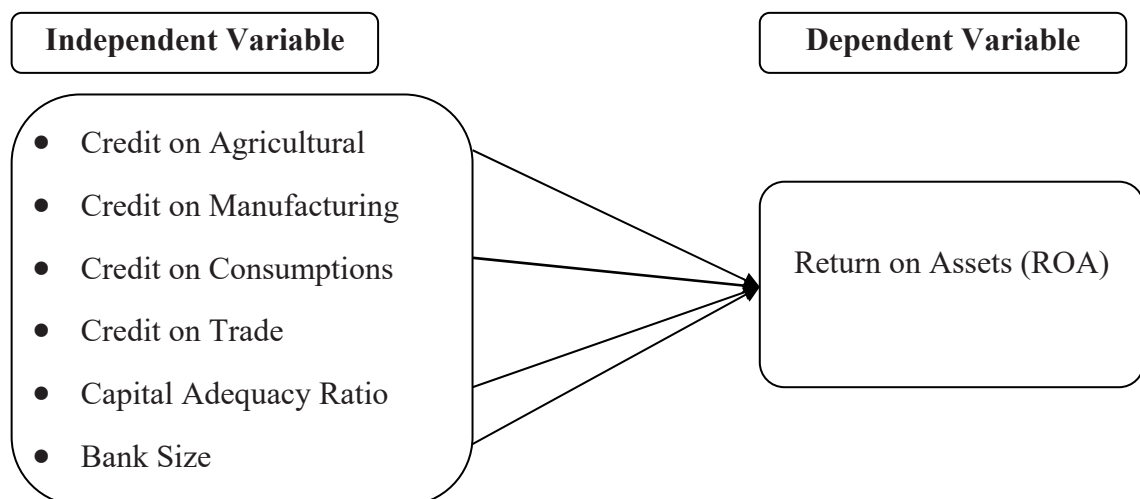 Independent Variable
Dependent Variable
● Credit on Agricultural
● Credit on Manufacturing
● Credit on Consumptions
● Credit on Trade
● Capital Adequacy Ratio
● Bank Size
Return on Assets (ROA)